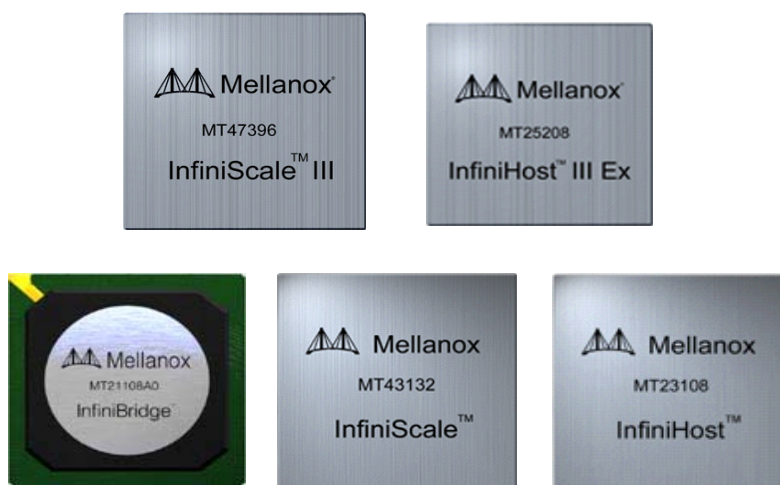 Mellanox®
MT47396
InfiniScale™ III
Mellanox®
MT25208
InfiniHost™ III Ex
Mellanox
MT21108A0
InfiniBridge™
Mellanox
MT43132
InfiniScale™
Mellanox
MT23108
InfiniHost™